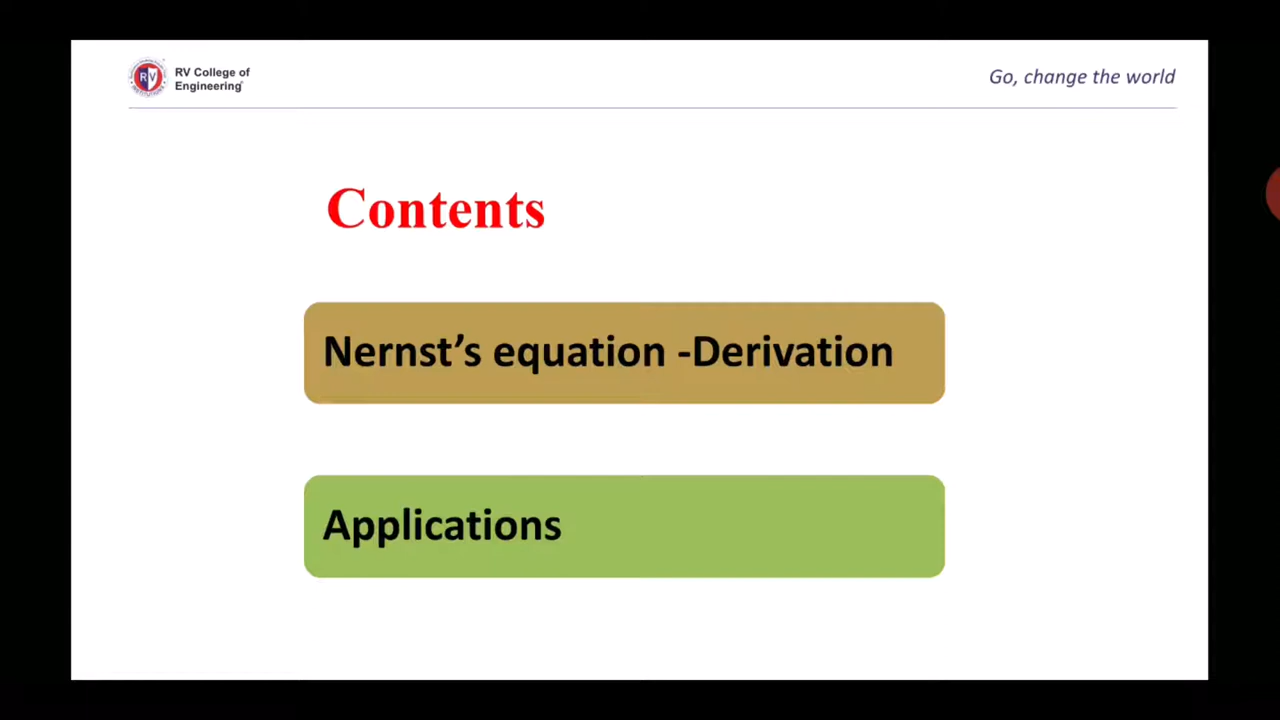 RV College of
Engineering
Go, change the world
Contents
Nernst’s equation -Derivation
Applications